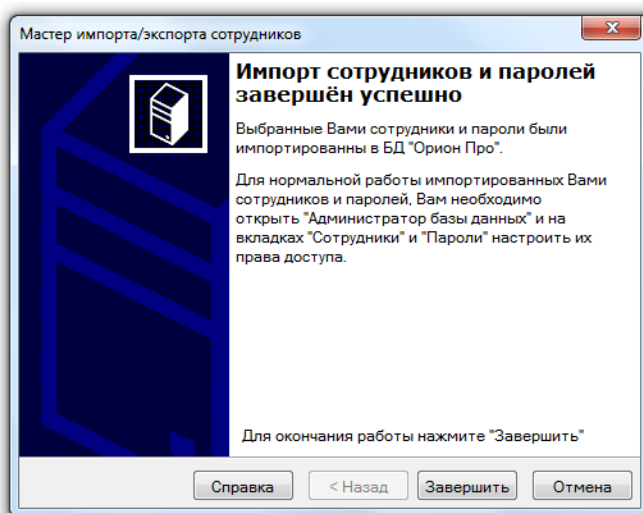 Мастер импорта/экспорта сотрудников
Импорт сотрудников и паролей
завершён успешно
Выбранные Вами сотрудники и пароли были
импортированны в БД "Орион Про".
Для нормальной работы импортированных Вами
сотрудников и паролей, Вам необходимо
открыть "Администратор базы данных" и на
вкладках "Сотрудники" и "Пароли" настроить их
права доступа.
Для окончания работы нажмите "Завершить"
Справка
< Назад
Завершить
Отмена